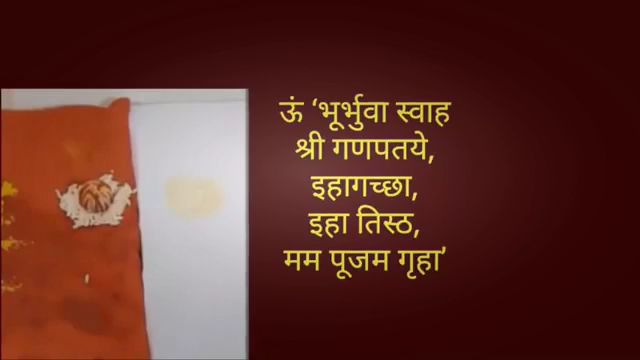 ऊं ‘भूर्भुवा स्वाह
श्री गणपतये,
इहागच्छा,
इहा तिस्ठ,
मम पूजम गृहा’